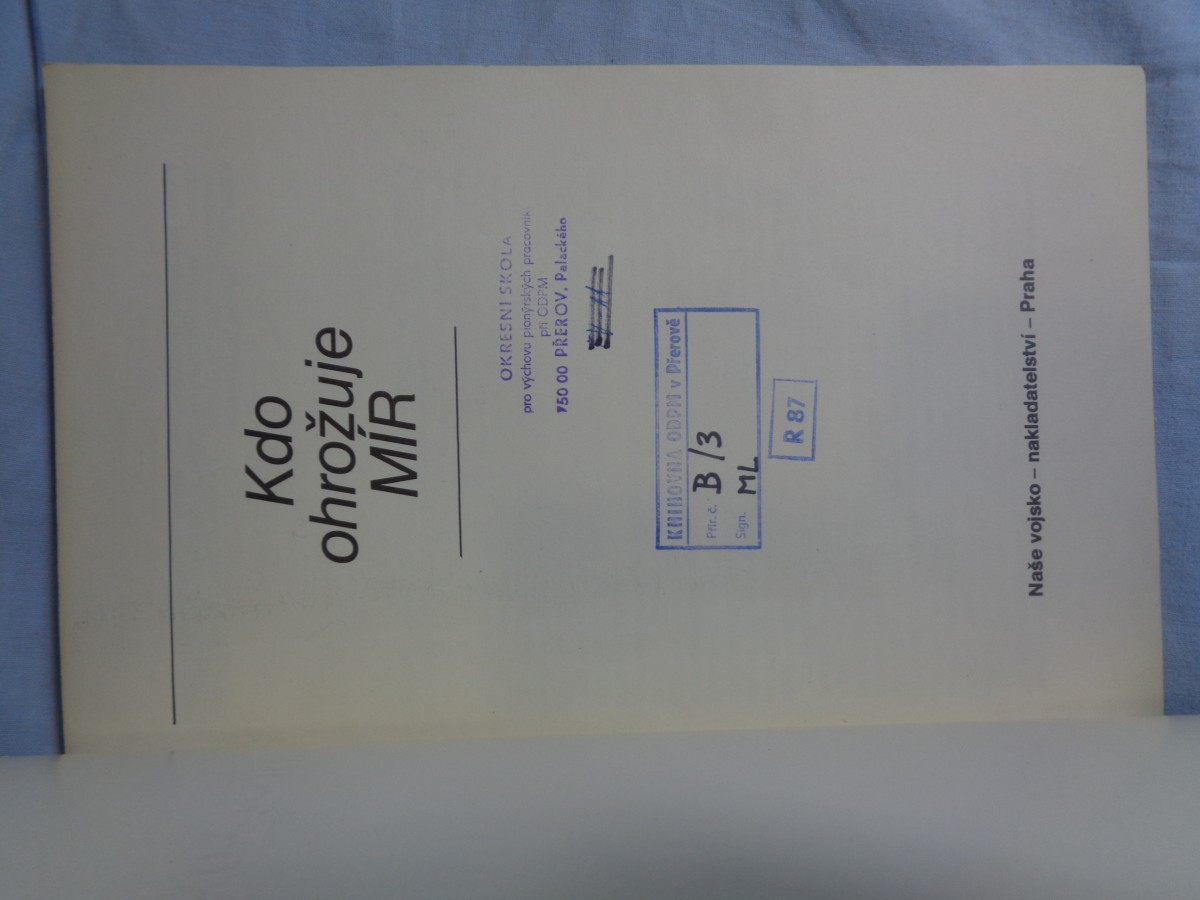 Kdo
ohrožuje
MÍR
OKRESNÍ ŠKOLA
pro výchovu pionýrských pracovník
při ODPM
750 00 PŘEROV, Palackého
KNIHOVNA ODPM v Přerově
Přír. č. B/3
Sign. ML
R 87
Naše vojsko – nakladatelství – Praha